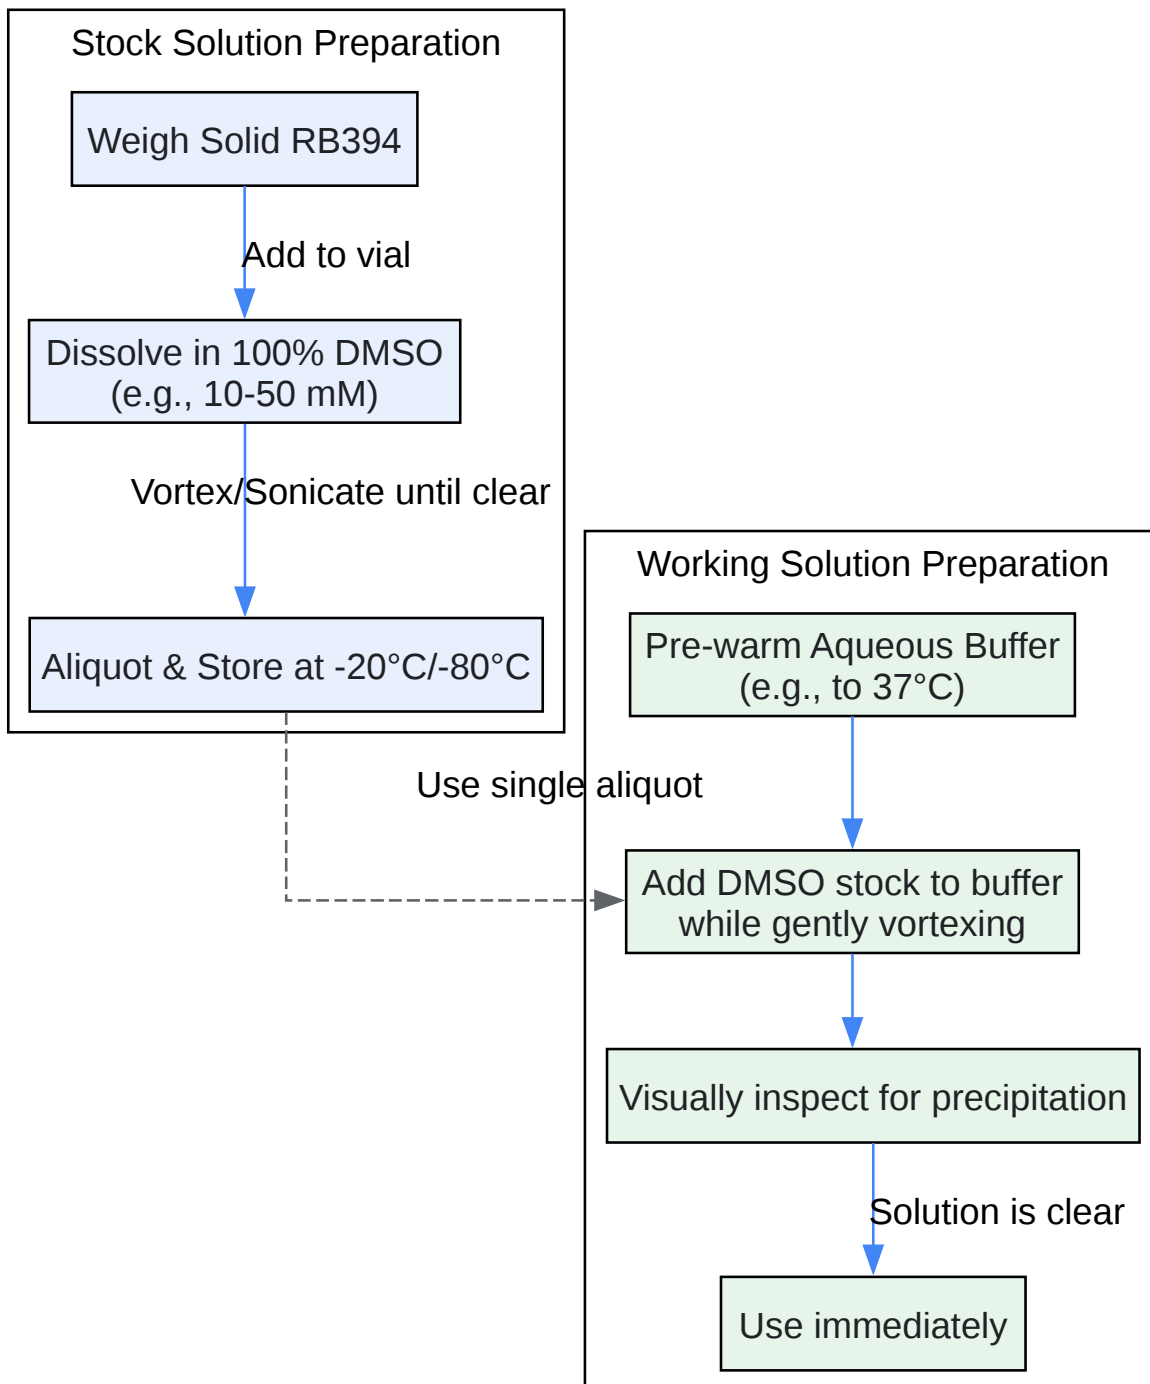 Stock Solution Preparation
Weigh Solid RB394
Add to vial
Dissolve in 100% DMSO
(e.g., 10-50 mM)
Vortex/Sonicate until clear
Aliquot & Store at -20°C/-80°C
Use single aliquot
Working Solution Preparation
Pre-warm Aqueous Buffer
(e.g., to 37°C)
Add DMSO stock to buffer
while gently vortexing
Visually inspect for precipitation
Solution is clear
Use immediately